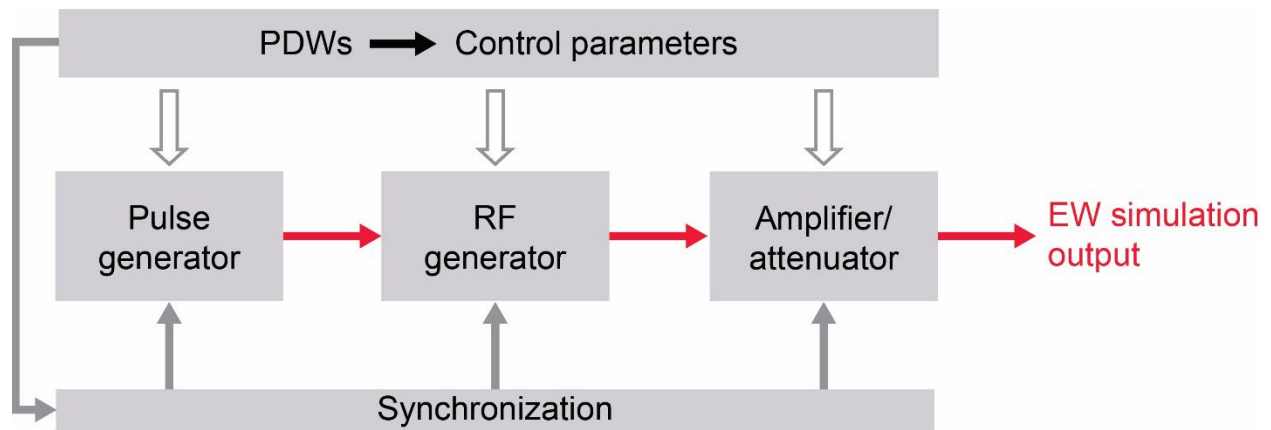 PDWs Control parameters
Pulse
generator
RF
generator
Amplifier/
attenuator
EW simulation
output
Synchronization